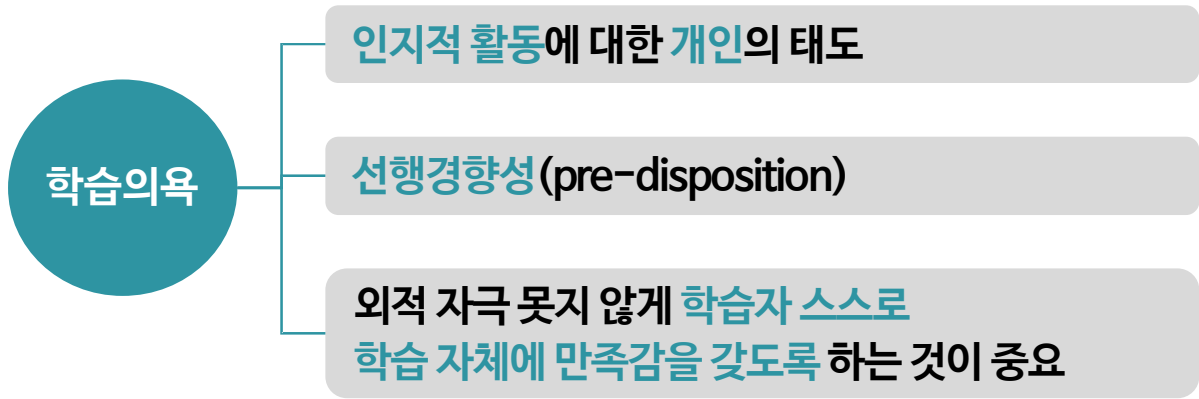 학습의욕
인지적 활동에 대한 개인의 태도
선행경향성(pre-disposition)
외적 자극 못지 않게 학습자 스스로
학습 자체에 만족감을 갖도록 하는 것이 중요